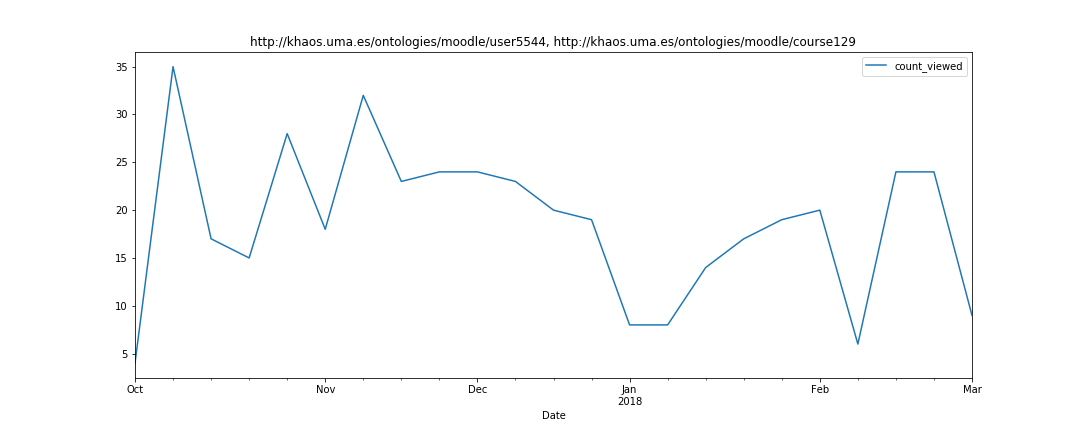 http://khaos.uma.es/ontologies/moodle/user5544, http://khaos.uma.es/ontologies/moodle/course129
count_viewed
35
30
25
20
15
10
5
Oct Nov Dec Jan Feb Mar
2018
Date